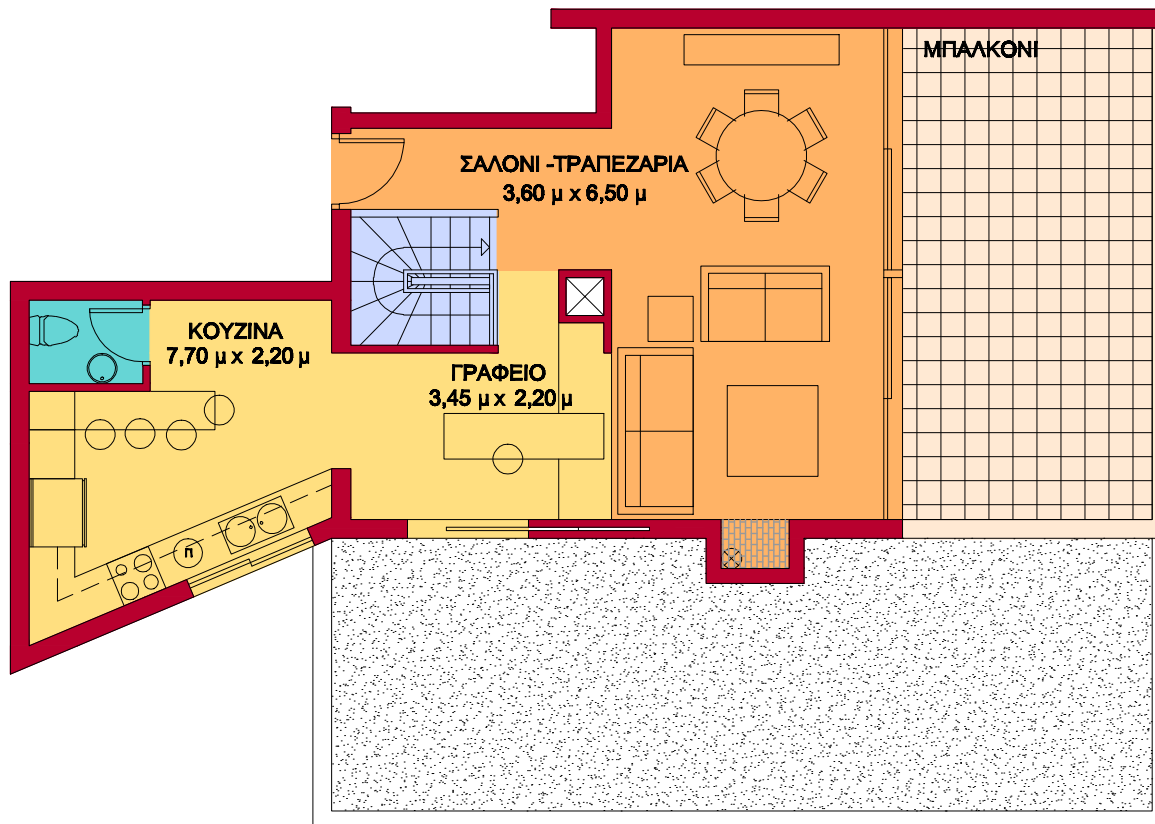 ΜΠΑΛΚΟΝΙ
ΣΑΛΟΝΙ -ΤΡΑΠΕΖΑΡΙΑ
3,60 μ x 6,50 μ
ΚΟΥΖΙΝΑ
7,70 μ x 2,20 μ
ΓΡΑΦΕΙΟ
3,45 μ x 2,20 μ
Π